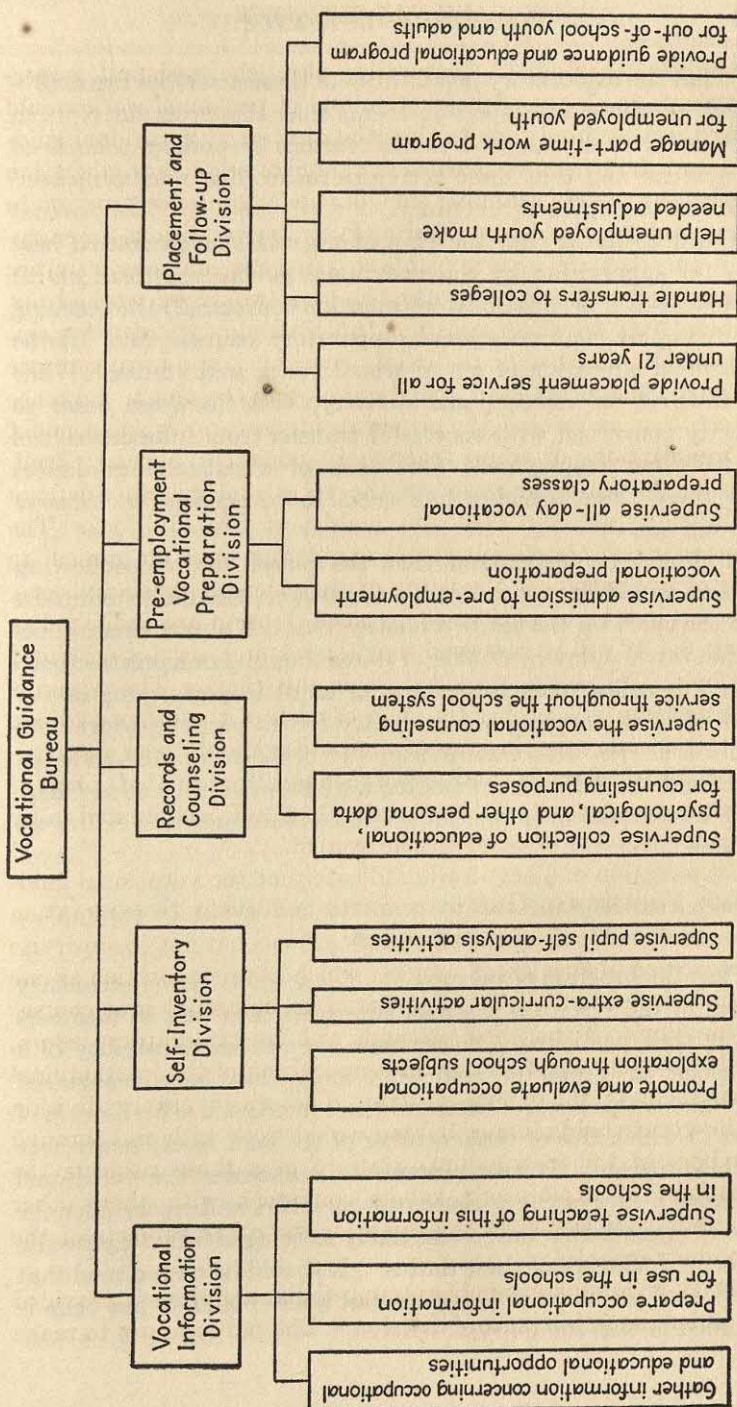 Vocational Guidance
Bureau
Vocational
Information
Division
Gather information concerning occupational
and educational opportunities
Prepare occupational information
for use in the schools
Supervise teaching of this information
in the schools
Self-Inventory
Division
Promote and evaluate occupational
exploration through school subjects
Supervise extra-curricular activities
Supervise pupil self-analysis activities
Records and
Counseling
Division
Supervise collection of educational,
psychological, and other personal data
for counseling purposes
Supervise the vocational counseling
service throughout the school system
Pre-employment
Vocational
Preparation
Division
Supervise admission to pre-employment
vocational preparation
Supervise all-day vocational
preparatory classes
Placement and
Follow-up
Division
Provide placement service for all
under 21 years
Handle transfers to colleges
Help unemployed youth make
needed adjustments
Manage part-time work program
for unemployed youth
Provide guidance and educational program
for out-of-school youth and adults